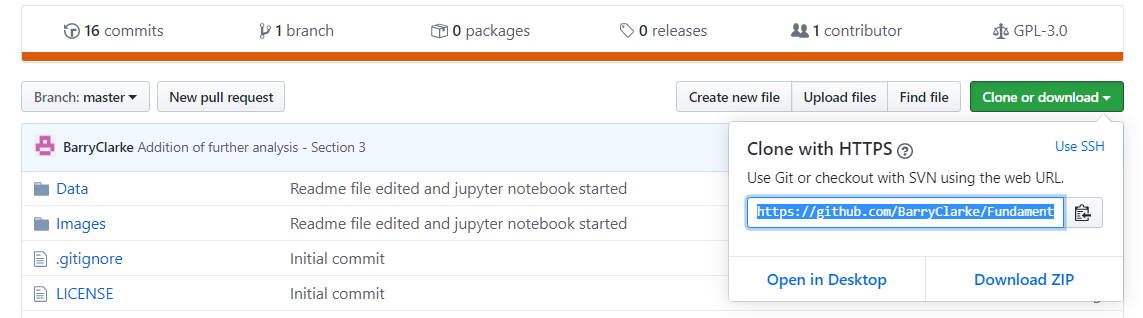 16 commits 1 branch 0 packages 0 releases 1 contributor GPL-3.0
Branch: master New pull request Create new file Upload files Find file Clone or download
BarryClarke Addition of further analysis - Section 3
Data Readme file edited and jupyter notebook started
Images Readme file edited and jupyter notebook started
.gitignore Initial commit
LICENSE Initial commit
Clone with HTTPS ? Use SSH
Use Git or checkout with SVN using the web URL.
https://github.com/BarryClarke/Fundament
Open in Desktop Download ZIP